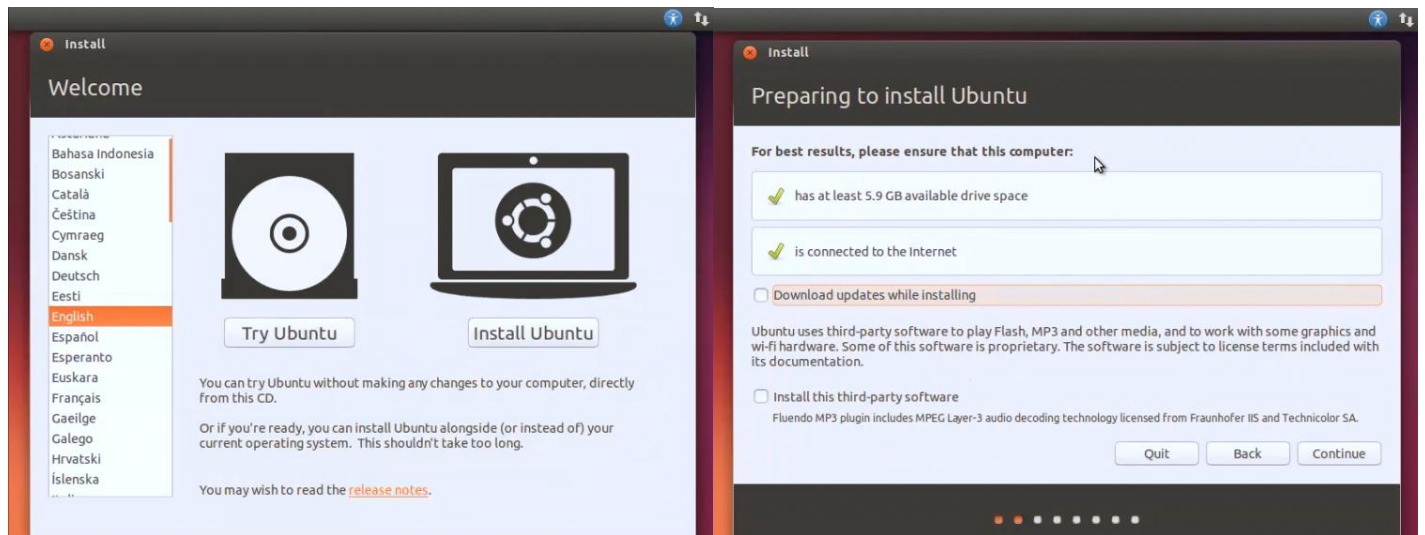 Install
Welcome
Bahasa Indonesia
Bosanski
Català
Čeština
Cymraeg
Dansk
Deutsch
Eesti
English
Español
Esperanto
Euskara
Français
Gaeilge
Galego
Hrvatski
Íslenska
Try Ubuntu
Install Ubuntu
You can try Ubuntu without making any changes to your computer, directly
from this CD.
Or if you're ready, you can install Ubuntu alongside (or instead of) your
current operating system. This shouldn't take too long.
You may wish to read the release notes.
Install
Preparing to install Ubuntu
For best results, please ensure that this computer:
has at least 5.9 GB available drive space
is connected to the Internet
Download updates while installing
Ubuntu uses third-party software to play Flash, MP3 and other media, and to work with some graphics and
wi-fi hardware. Some of this software is proprietary. The software is subject to license terms included with
its documentation.
Install this third-party software
Fluendo MP3 plugin includes MPEG Layer-3 audio decoding technology licensed from Fraunhofer IIS and Technicolor SA.
Quit
Back
Continue